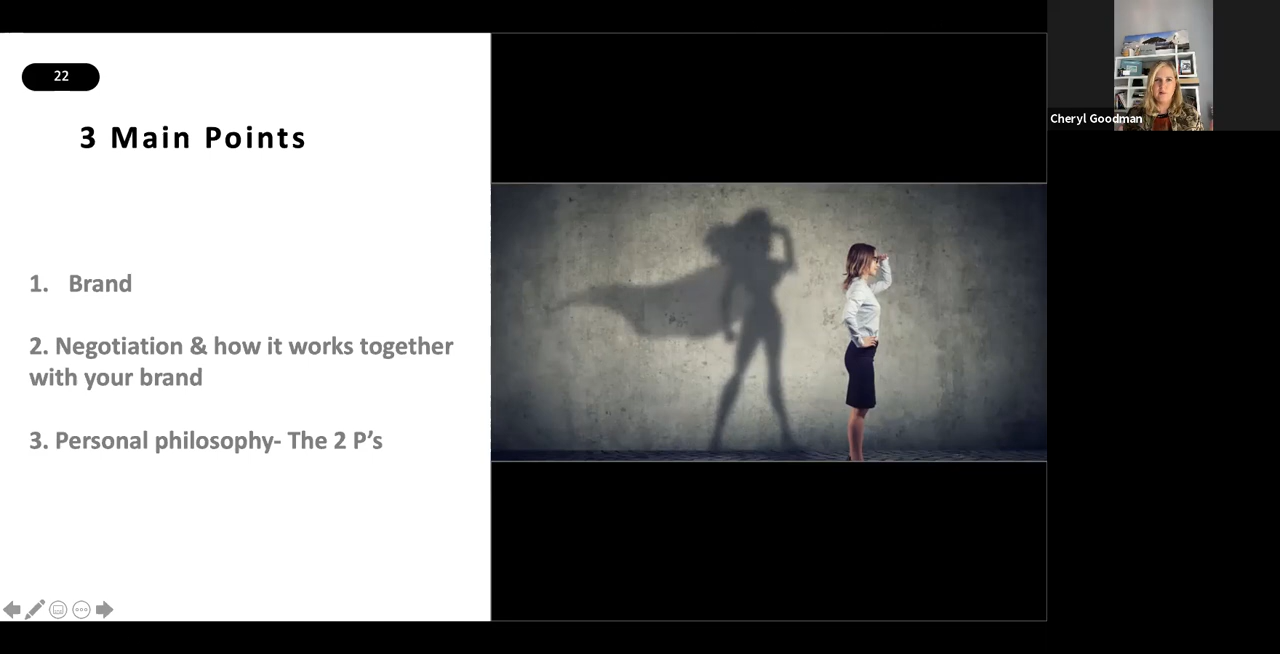 22
3 Main Points
1. Brand
2. Negotiation & how it works together
with your brand
3. Personal philosophy- The 2 P’s
Cheryl Goodman